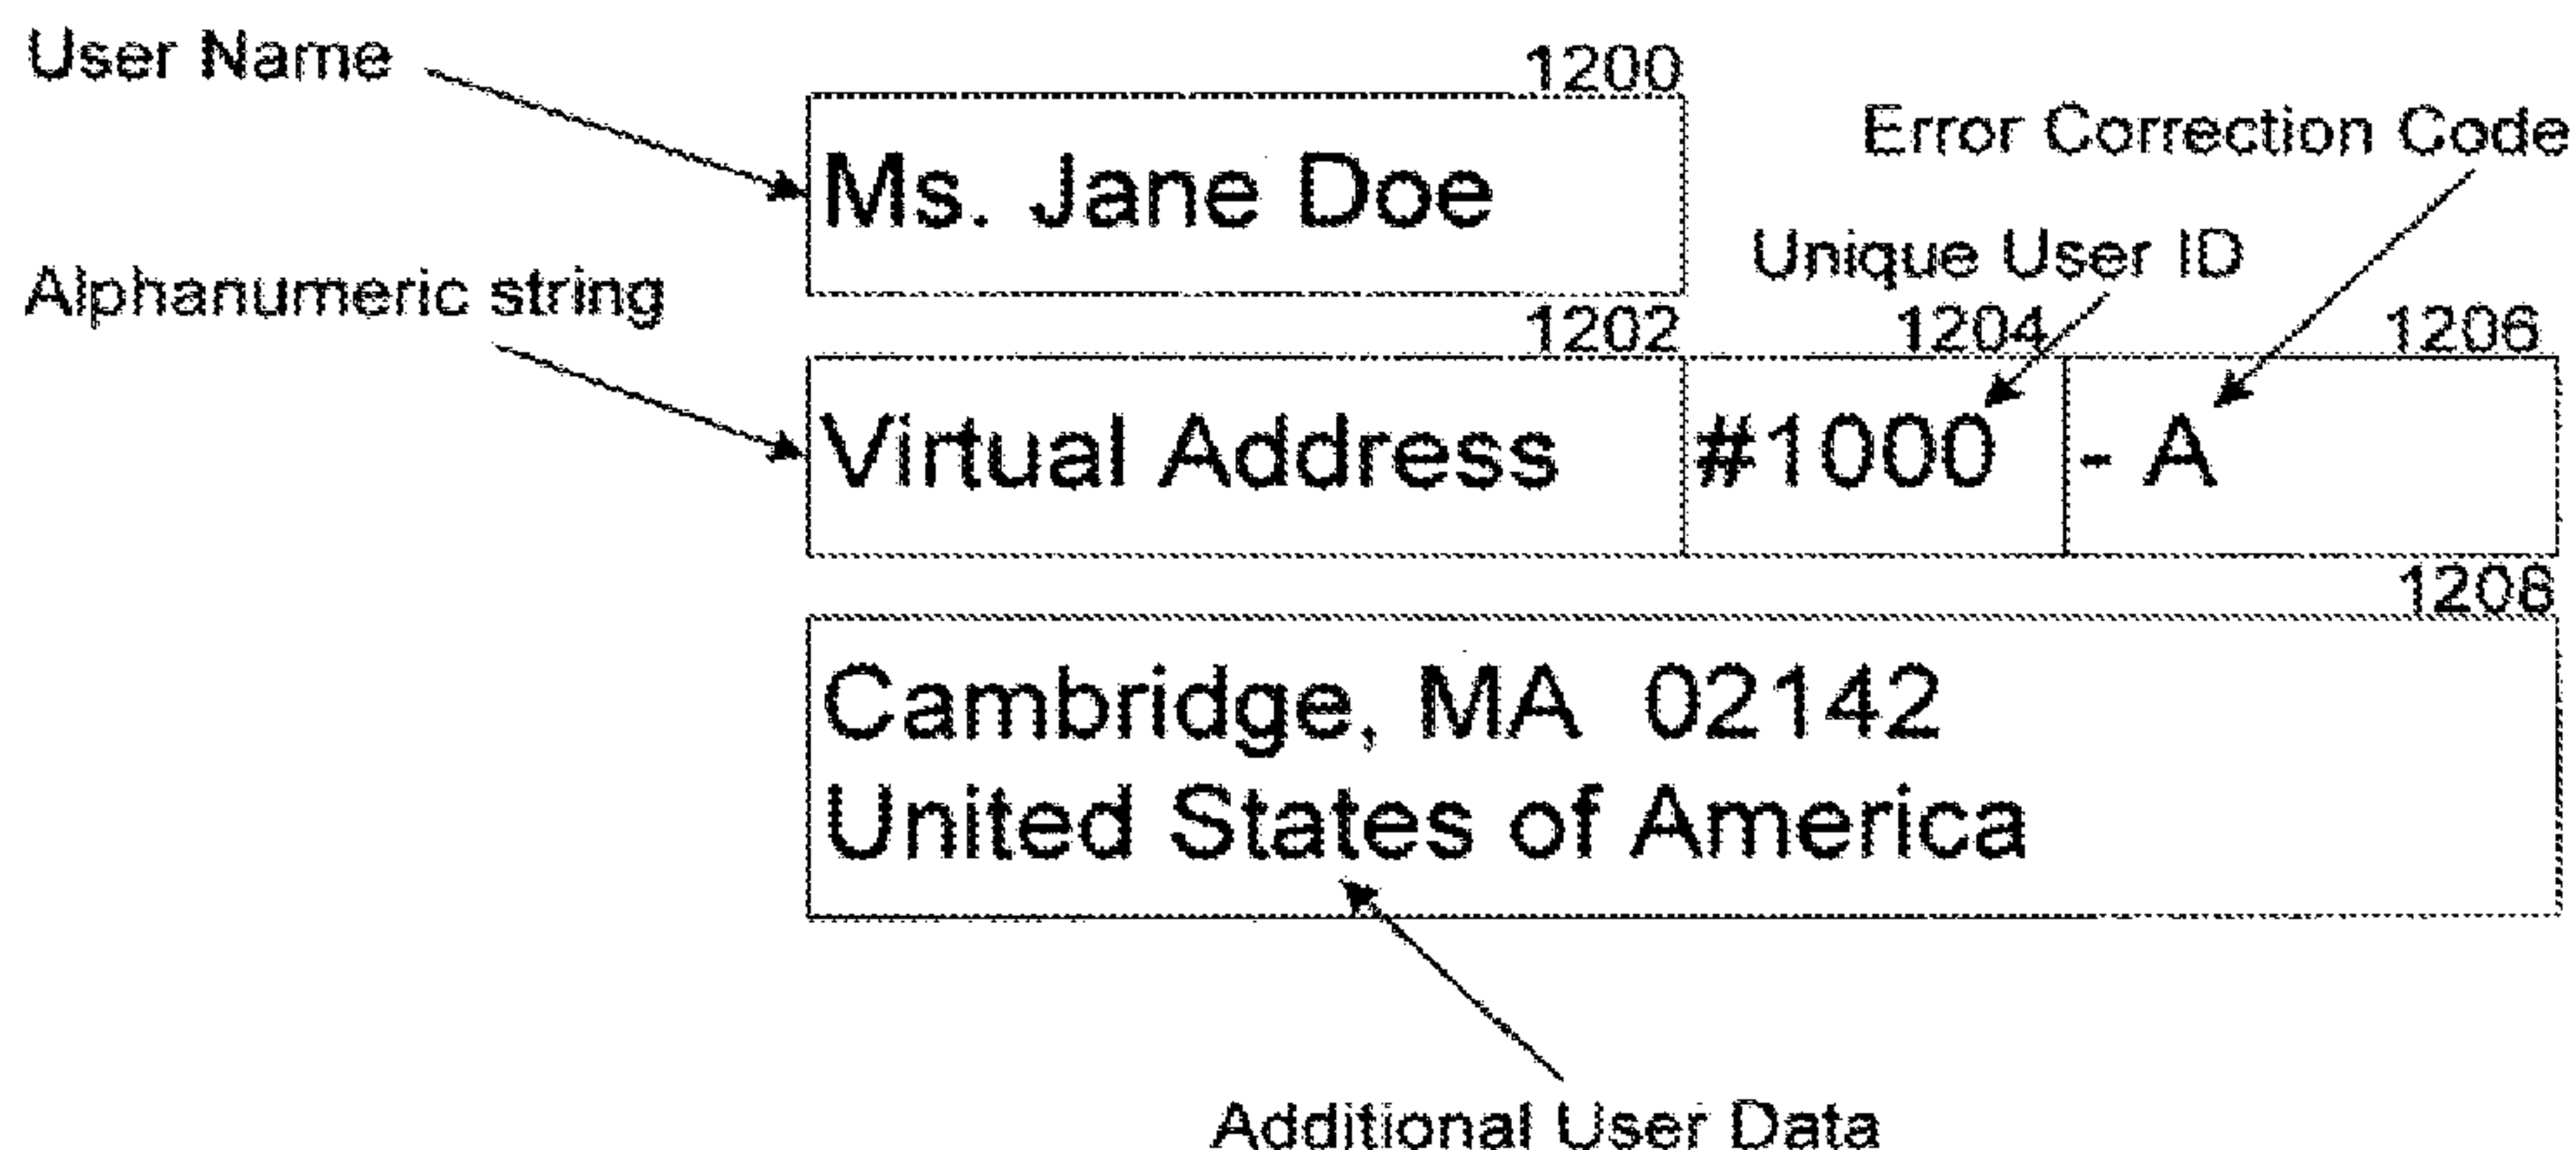 User Name
1200
Ms. Jane Doe
Error Correction Code
Unique User ID
Alphanumeric string
1202 1204 1206
Virtual Address #1000 - A
1208
Cambridge, MA 02142
United States of America
Additional User Data